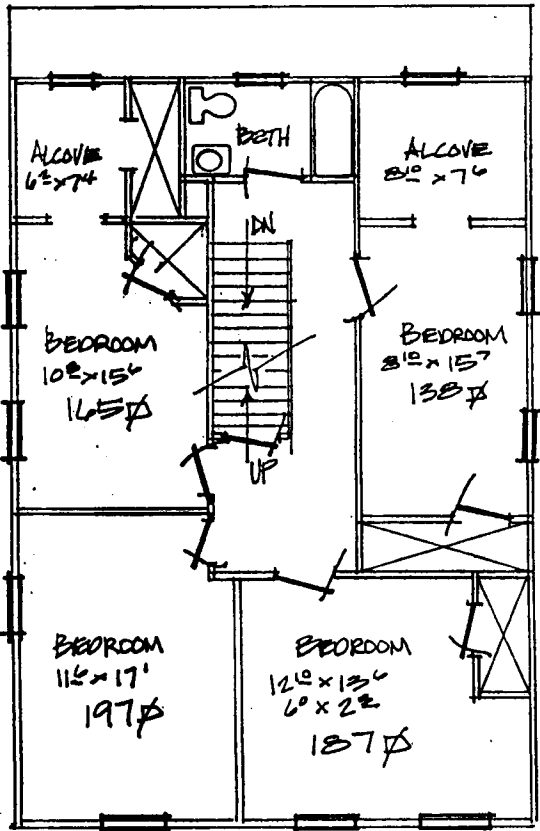 BATH
ALCOVE
6² x 7⁴
ALCOVE
8¹⁰ x 7⁶
DN
BEDROOM
10⁸ x 15⁶
165
BEDROOM
8¹⁰ x 15⁷
138
UP
BEDROOM
11⁶ x 17¹
197
BEDROOM
12¹⁰ x 13⁶
6⁰ x 2²
187